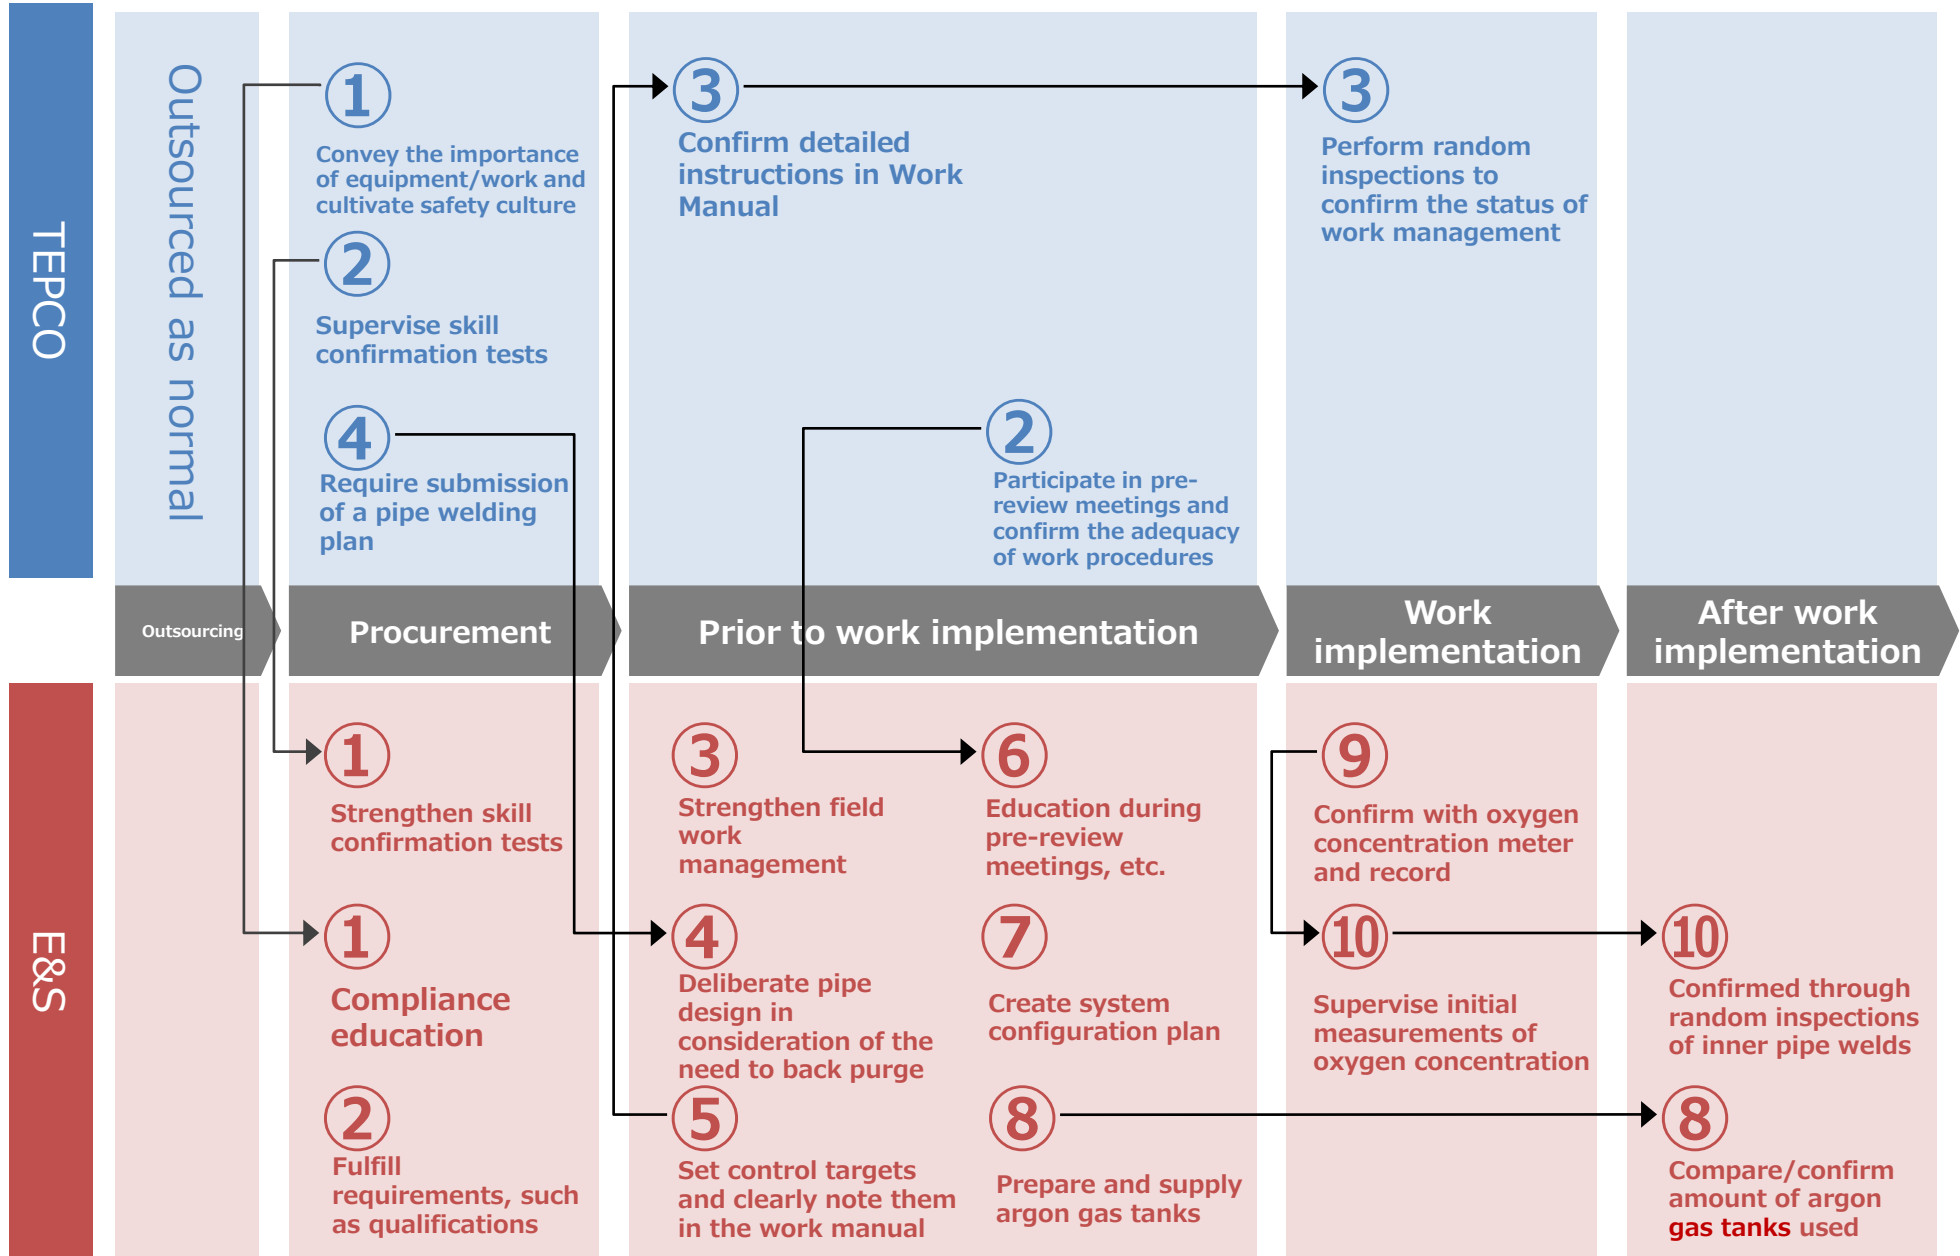 TEPCO
Outsourced as normal
①
Convey the importance
of equipment/work and
cultivate safety culture
②
Supervise skill
confirmation tests
④
Require submission
of a pipe welding
plan
③
Confirm detailed
instructions in Work
Manual
②
Participate in pre-
review meetings and
confirm the adequacy
of work procedures
③
Perform random
inspections to
confirm the status of
work management
Outsourcing
Procurement
Prior to work implementation
Work
implementation
After work
implementation
E&S
①
Strengthen skill
confirmation tests
①
Compliance
education
②
Fulfill
requirements, such
as qualifications
③
Strengthen field
work
management
④
Deliberate pipe
design in
consideration of the
need to back purge
⑤
Set control targets
and clearly note them
in the work manual
⑥
Education during
pre-review
meetings, etc.
⑦
Create system
configuration plan
⑧
Prepare and supply
argon gas tanks
⑨
Confirm with oxygen
concentration meter
and record
⑩
Supervise initial
measurements of
oxygen concentration
⑩
Confirmed through
random inspections
of inner pipe welds
⑧
Compare/confirm
amount of argon
gas tanks used